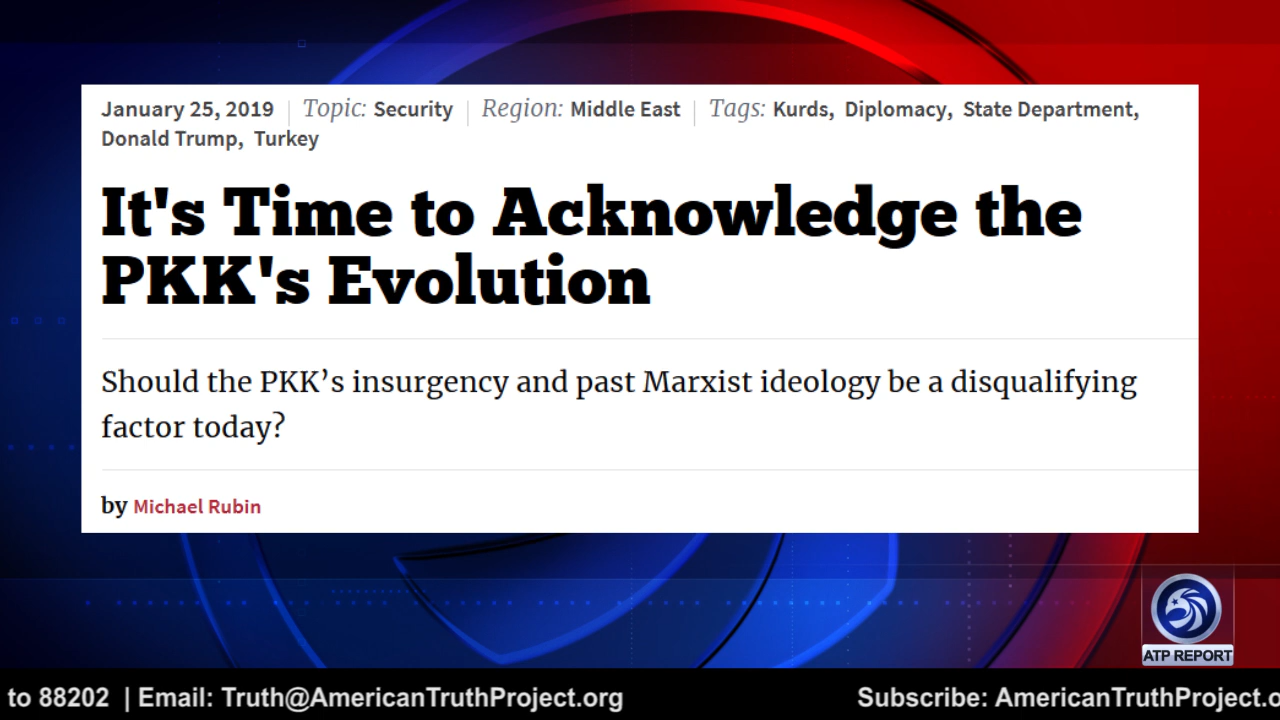 January 25, 2019 | Topic: Security | Region: Middle East | Tags: Kurds, Diplomacy, State Department,
Donald Trump, Turkey
It's Time to Acknowledge the
PKK's Evolution
Should the PKK’s insurgency and past Marxist ideology be a disqualifying
factor today?
by Michael Rubin
ATP REPORT
to 88202 | Email: Truth@AmericanTruthProject.org Subscribe: AmericanTruthProject.o